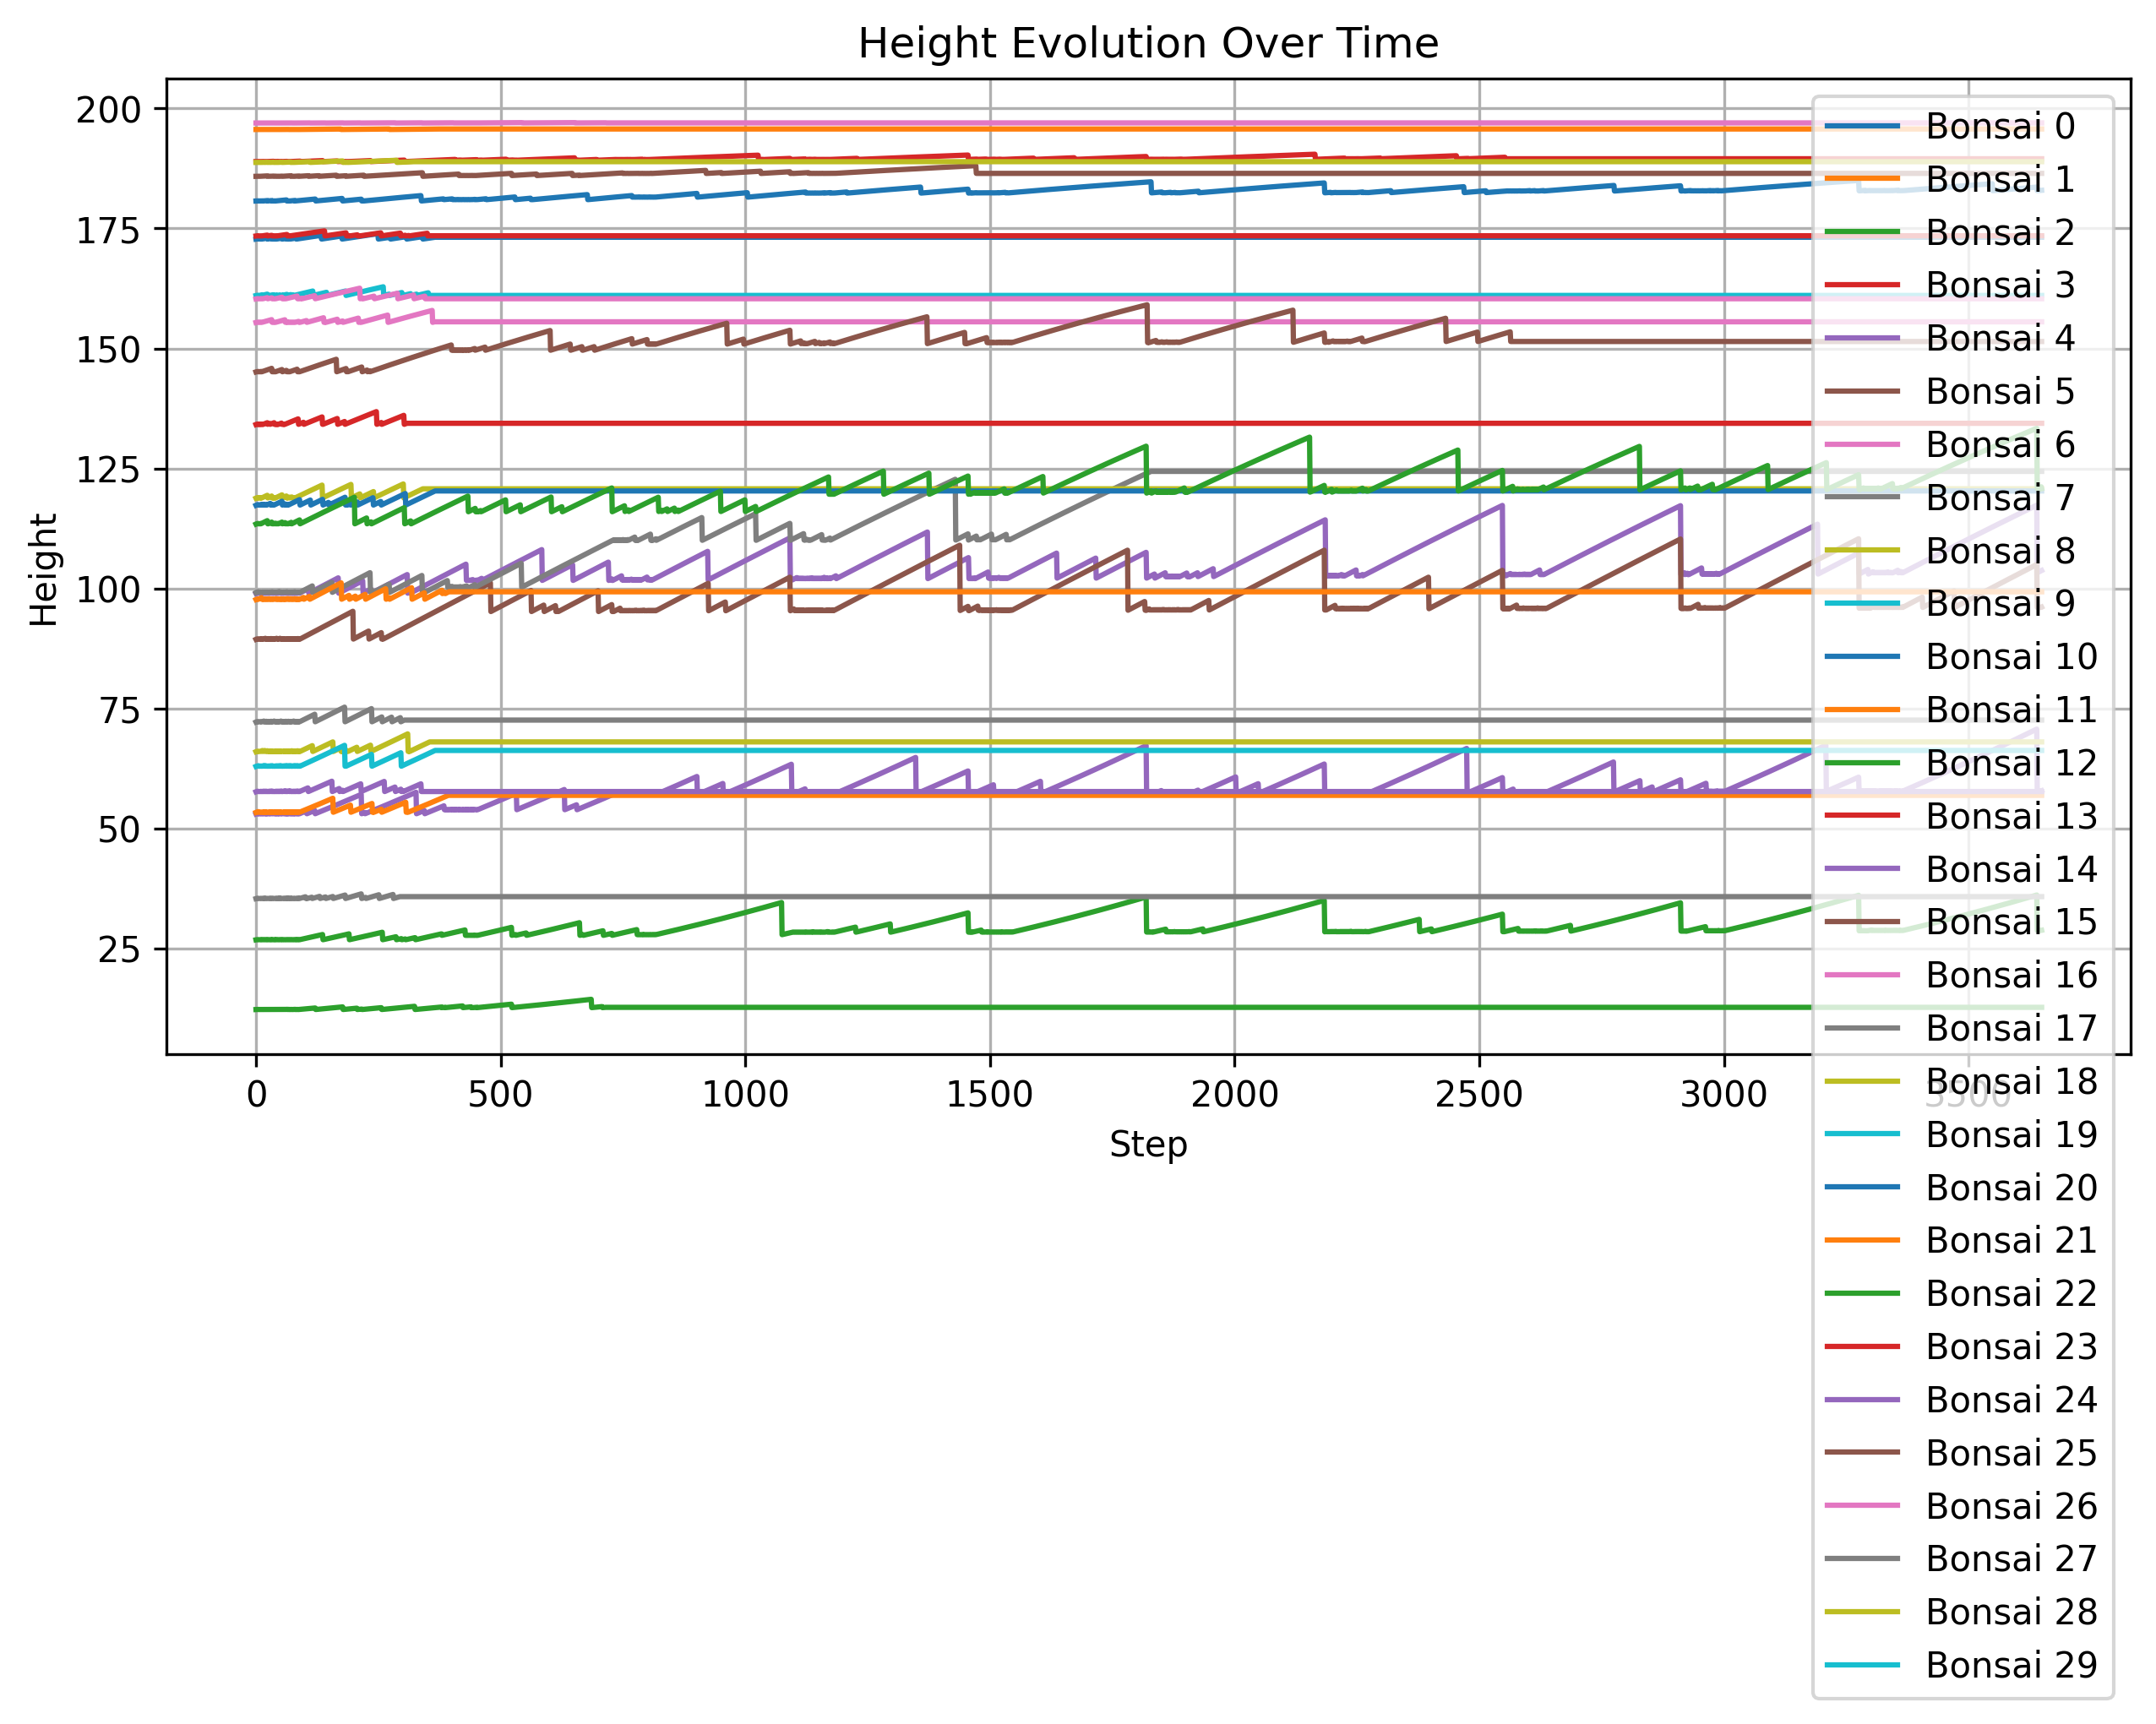 Height Evolution Over Time
Height
200
175
150
125
100
75
50
25
0
500
1000
1500
2000
2500
3000
3500
Step
Bonsai 0
Bonsai 1
Bonsai 2
Bonsai 3
Bonsai 4
Bonsai 5
Bonsai 6
Bonsai 7
Bonsai 8
Bonsai 9
Bonsai 10
Bonsai 11
Bonsai 12
Bonsai 13
Bonsai 14
Bonsai 15
Bonsai 16
Bonsai 17
Bonsai 18
Bonsai 19
Bonsai 20
Bonsai 21
Bonsai 22
Bonsai 23
Bonsai 24
Bonsai 25
Bonsai 26
Bonsai 27
Bonsai 28
Bonsai 29